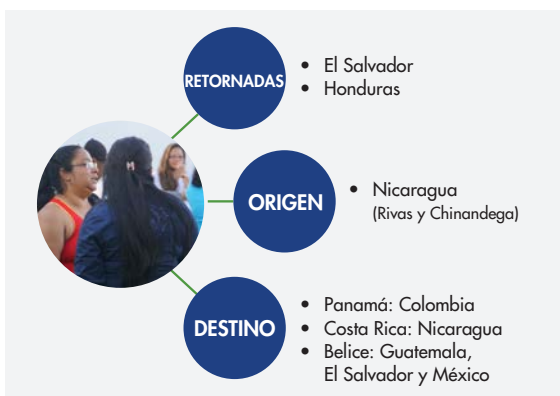 RETORNADAS
• El Salvador
• Honduras
ORIGEN
• Nicaragua
(Rivas y Chinandega)
DESTINO
• Panamá: Colombia
• Costa Rica: Nicaragua
• Belice: Guatemala,
El Salvador y México